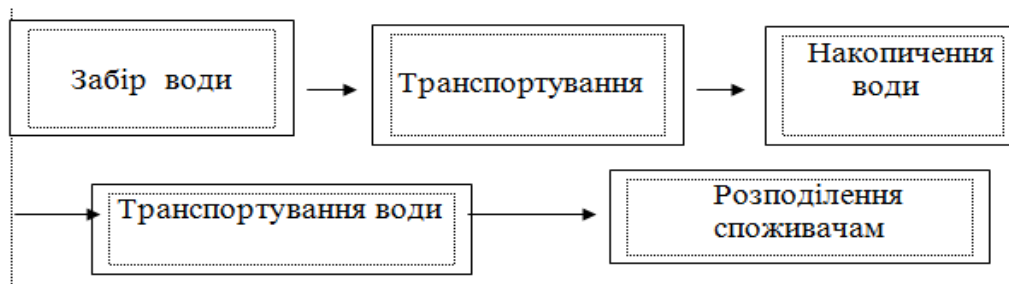 Забір води
Транспортування
Накопичення
води
Транспортування води
Розподілення
споживачам